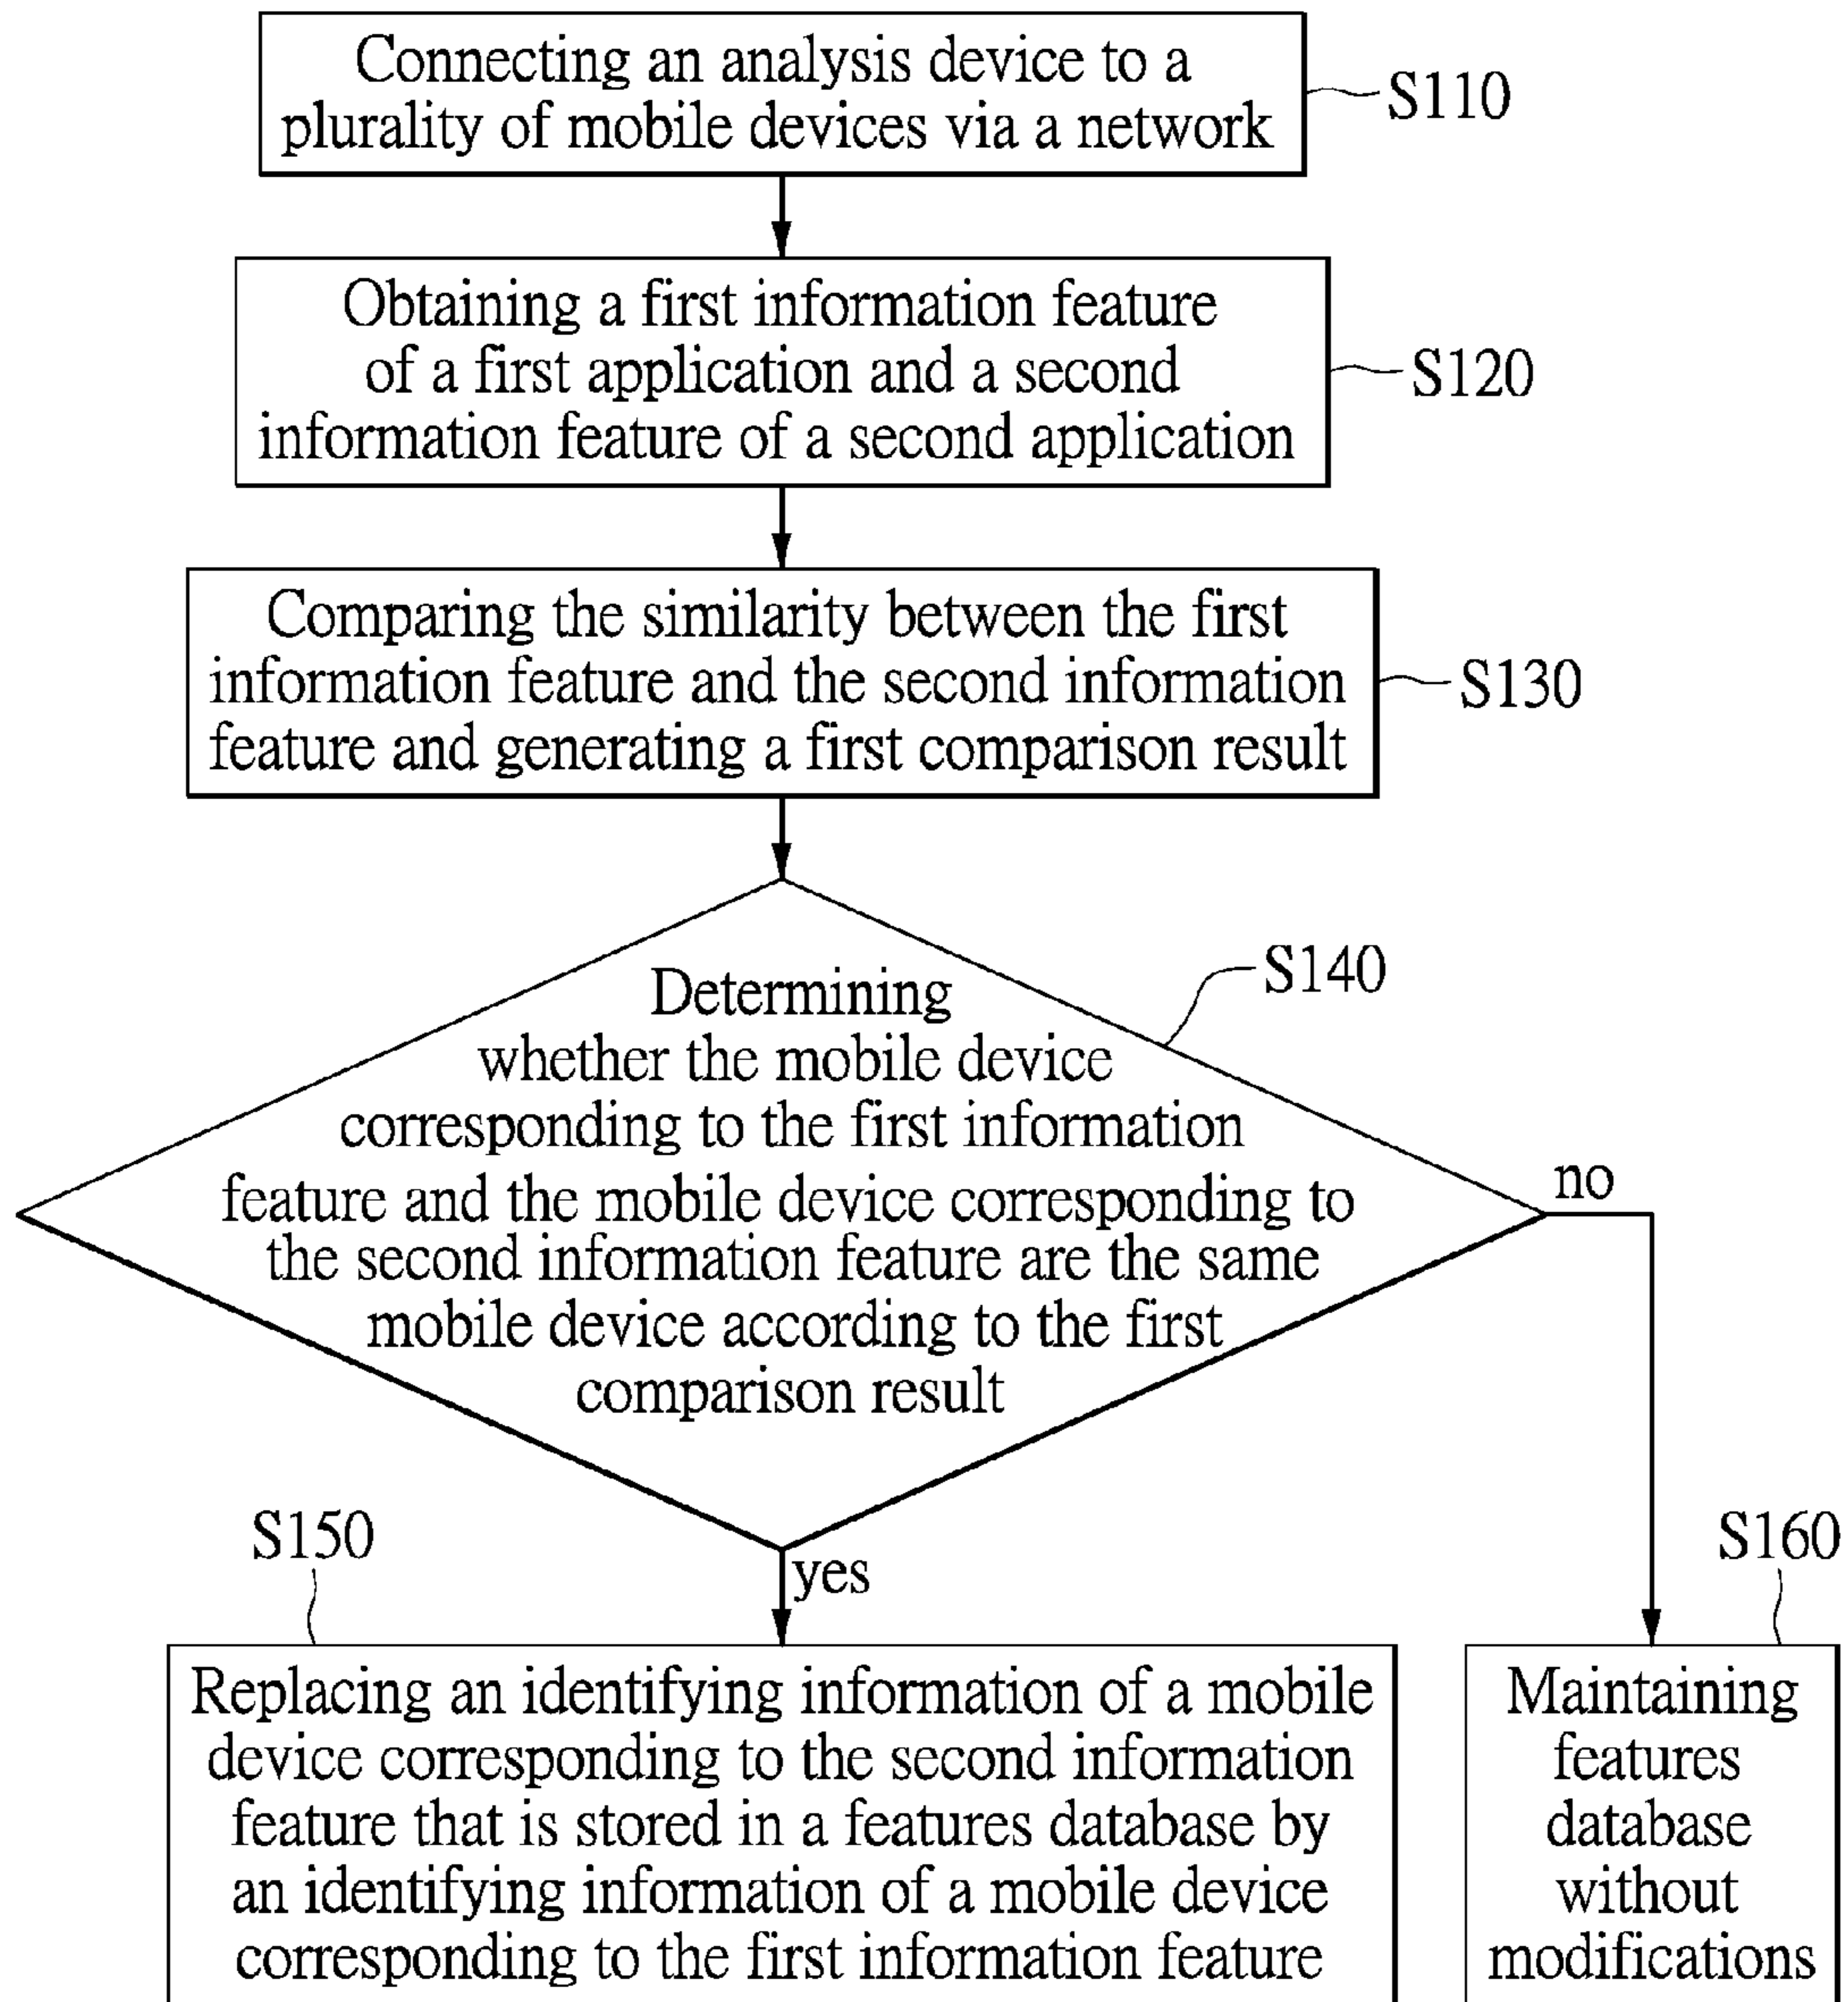 Connecting an analysis device to a
plurality of mobile devices via a network
S110
Obtaining a first information feature
of a first application and a second
information feature of a second application
S120
Comparing the similarity between the first
information feature and the second information
feature and generating a first comparison result
S130
Determining
whether the mobile device
corresponding to the first information
feature and the mobile device corresponding to
the second information feature are the same
mobile device according to the first
comparison result
S140
no
yes
S150
Replacing an identifying information of a mobile
device corresponding to the second information
feature that is stored in a features database by
an identifying information of a mobile device
corresponding to the first information feature
S160
Maintaining
features
database
without
modifications